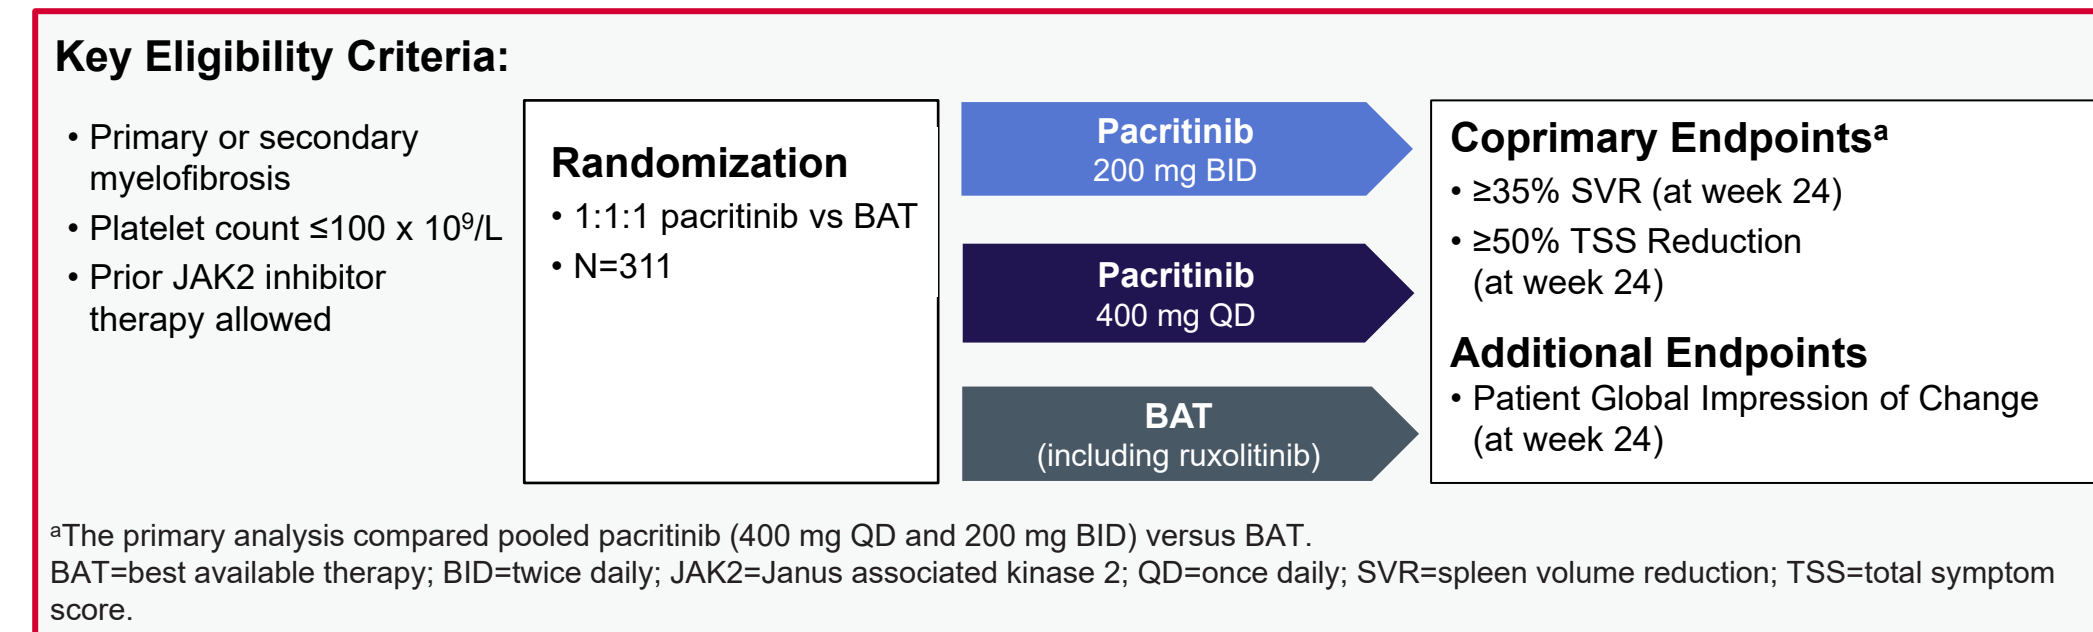 Key Eligibility Criteria:
• Primary or secondary
myelofibrosis
• Platelet count ≤100 x 10⁹/L
• Prior JAK2 inhibitor
therapy allowed
Randomization
• 1:1:1 pacritinib vs BAT
• N=311
Pacritinib
200 mg BID
Pacritinib
400 mg QD
BAT
(including ruxolitinib)
Coprimary Endpointsᵃ
• ≥35% SVR (at week 24)
• ≥50% TSS Reduction
(at week 24)
Additional Endpoints
• Patient Global Impression of Change
(at week 24)
ᵃThe primary analysis compared pooled pacritinib (400 mg QD and 200 mg BID) versus BAT.
BAT=best available therapy; BID=twice daily; JAK2=Janus associated kinase 2; QD=once daily; SVR=spleen volume reduction; TSS=total symptom
score.